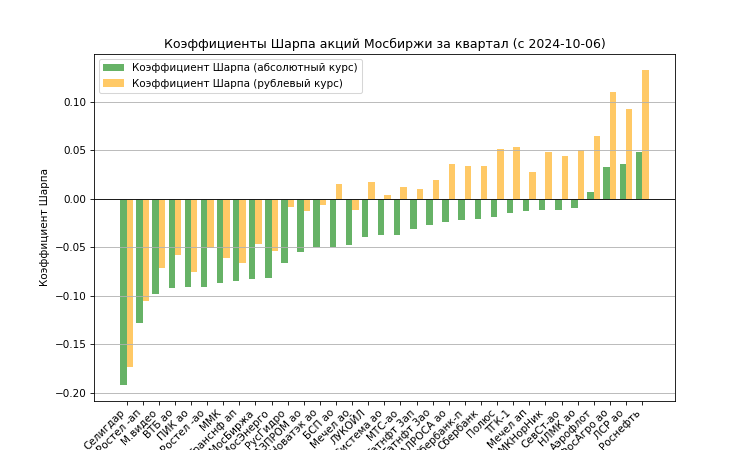 Коэффициенты Шарпа акций Мосбиржи за квартал (с 2024-10-06)
Коэффициент Шарпа (абсолютный курс)
Коэффициент Шарпа (рублевый курс)
Коэффициент Шарпа
0.10
0.05
0.00
−0.05
−0.10
−0.15
−0.20
Селигдар
Ростел -ап
М.видео
ВТБ ао
ПИК ао
Ростел -ао
ММК
МосБиржа
РусГидро
БСП ао
Мечел ао
ЛУКОЙЛ
МТС-ао
Сбербанк
Полюс
ТГК-1
Мечел ап
СевСт-ао
НЛМК ао
Аэрофлот
ЛСР ао
Роснефть